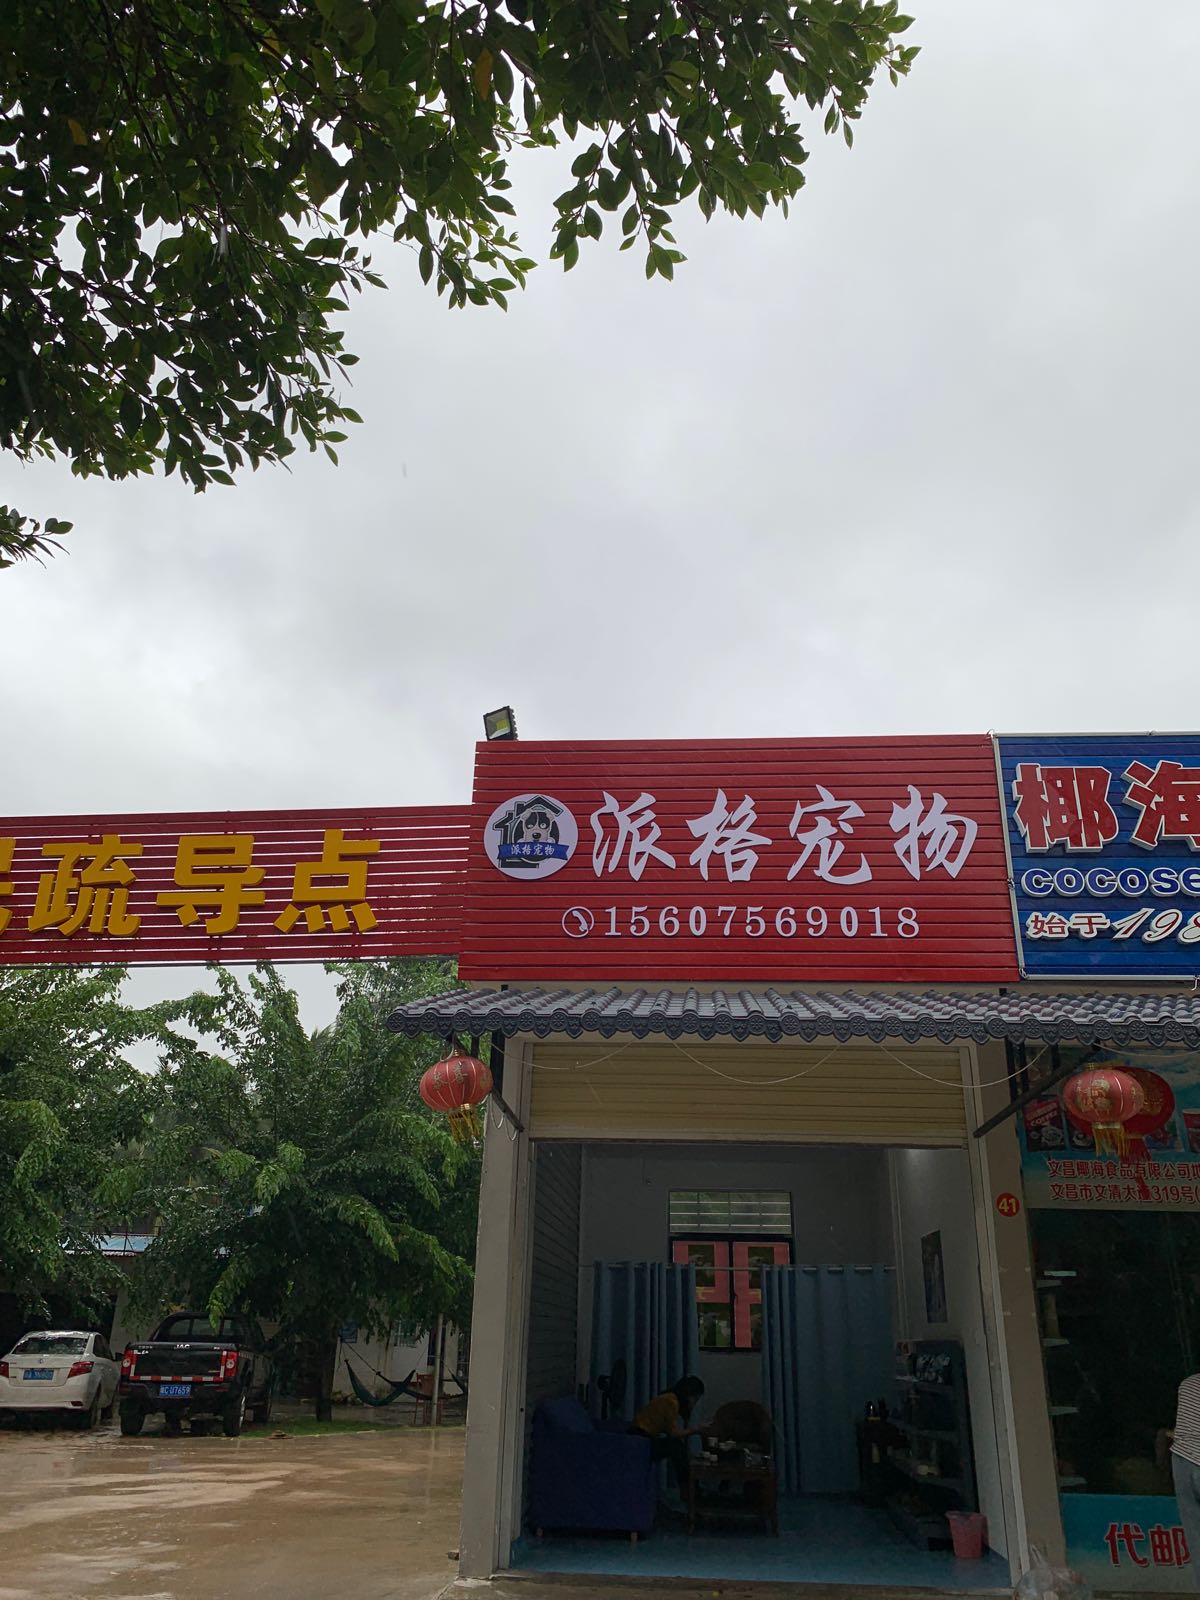 疏导点
派格宠物
派格宠物
15607569018
椰海
COCOSE
始于198
文昌椰海食品有限公司
文昌市文清大道319号
41
JAC
代邮